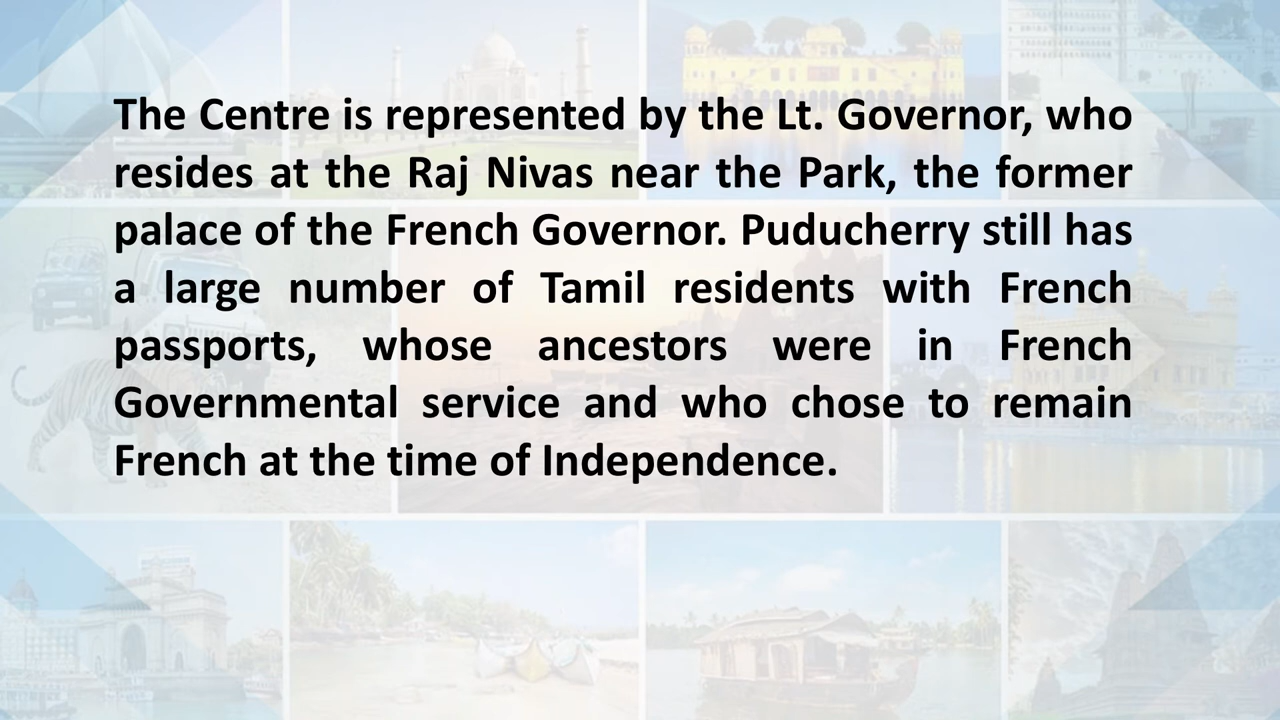 The Centre is represented by the Lt. Governor, who
resides at the Raj Nivas near the Park, the former
palace of the French Governor. Puducherry still has
a large number of Tamil residents with French
passports, whose ancestors were in French
Governmental service and who chose to remain
French at the time of Independence.